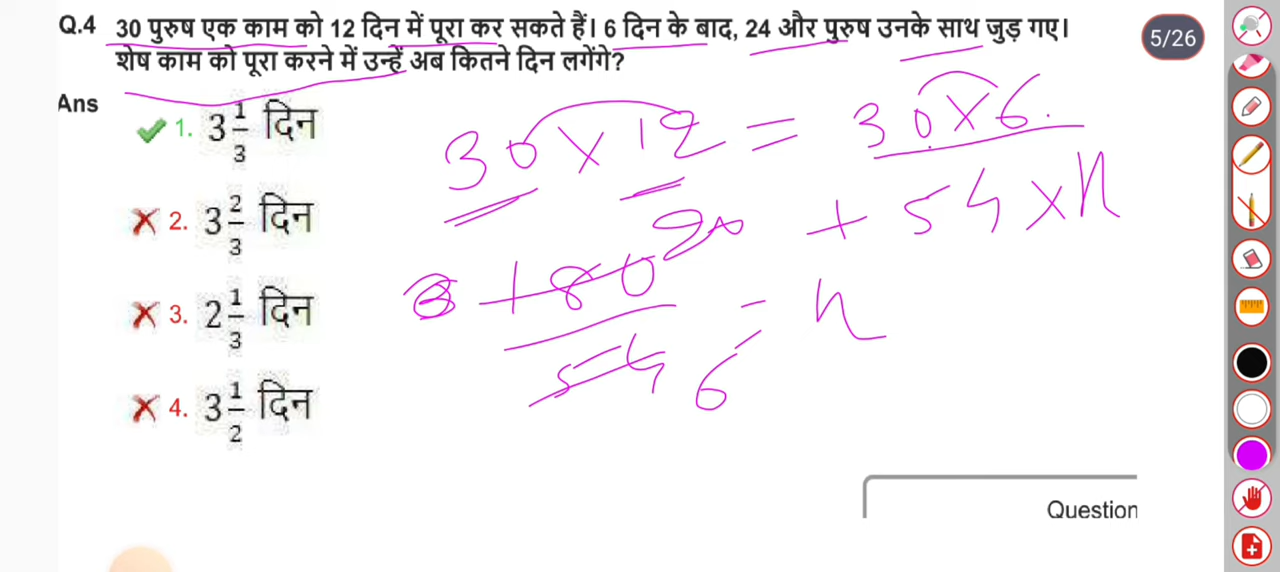 Q.4 30 पुरुष एक काम को 12 दिन में पूरा कर सकते हैं। 6 दिन के बाद, 24 और पुरुष उनके साथ जुड़ गए।
शेष काम को पूरा करने में उन्हें अब कितने दिन लगेंगे?
5/26
Ans
1. 3 1/3 दिन
2. 3 2/3 दिन
3. 2 1/3 दिन
4. 3 1/2 दिन
30 × 12 = 30 × 6
+ 54 × n
180 20
54 6
= n
Question